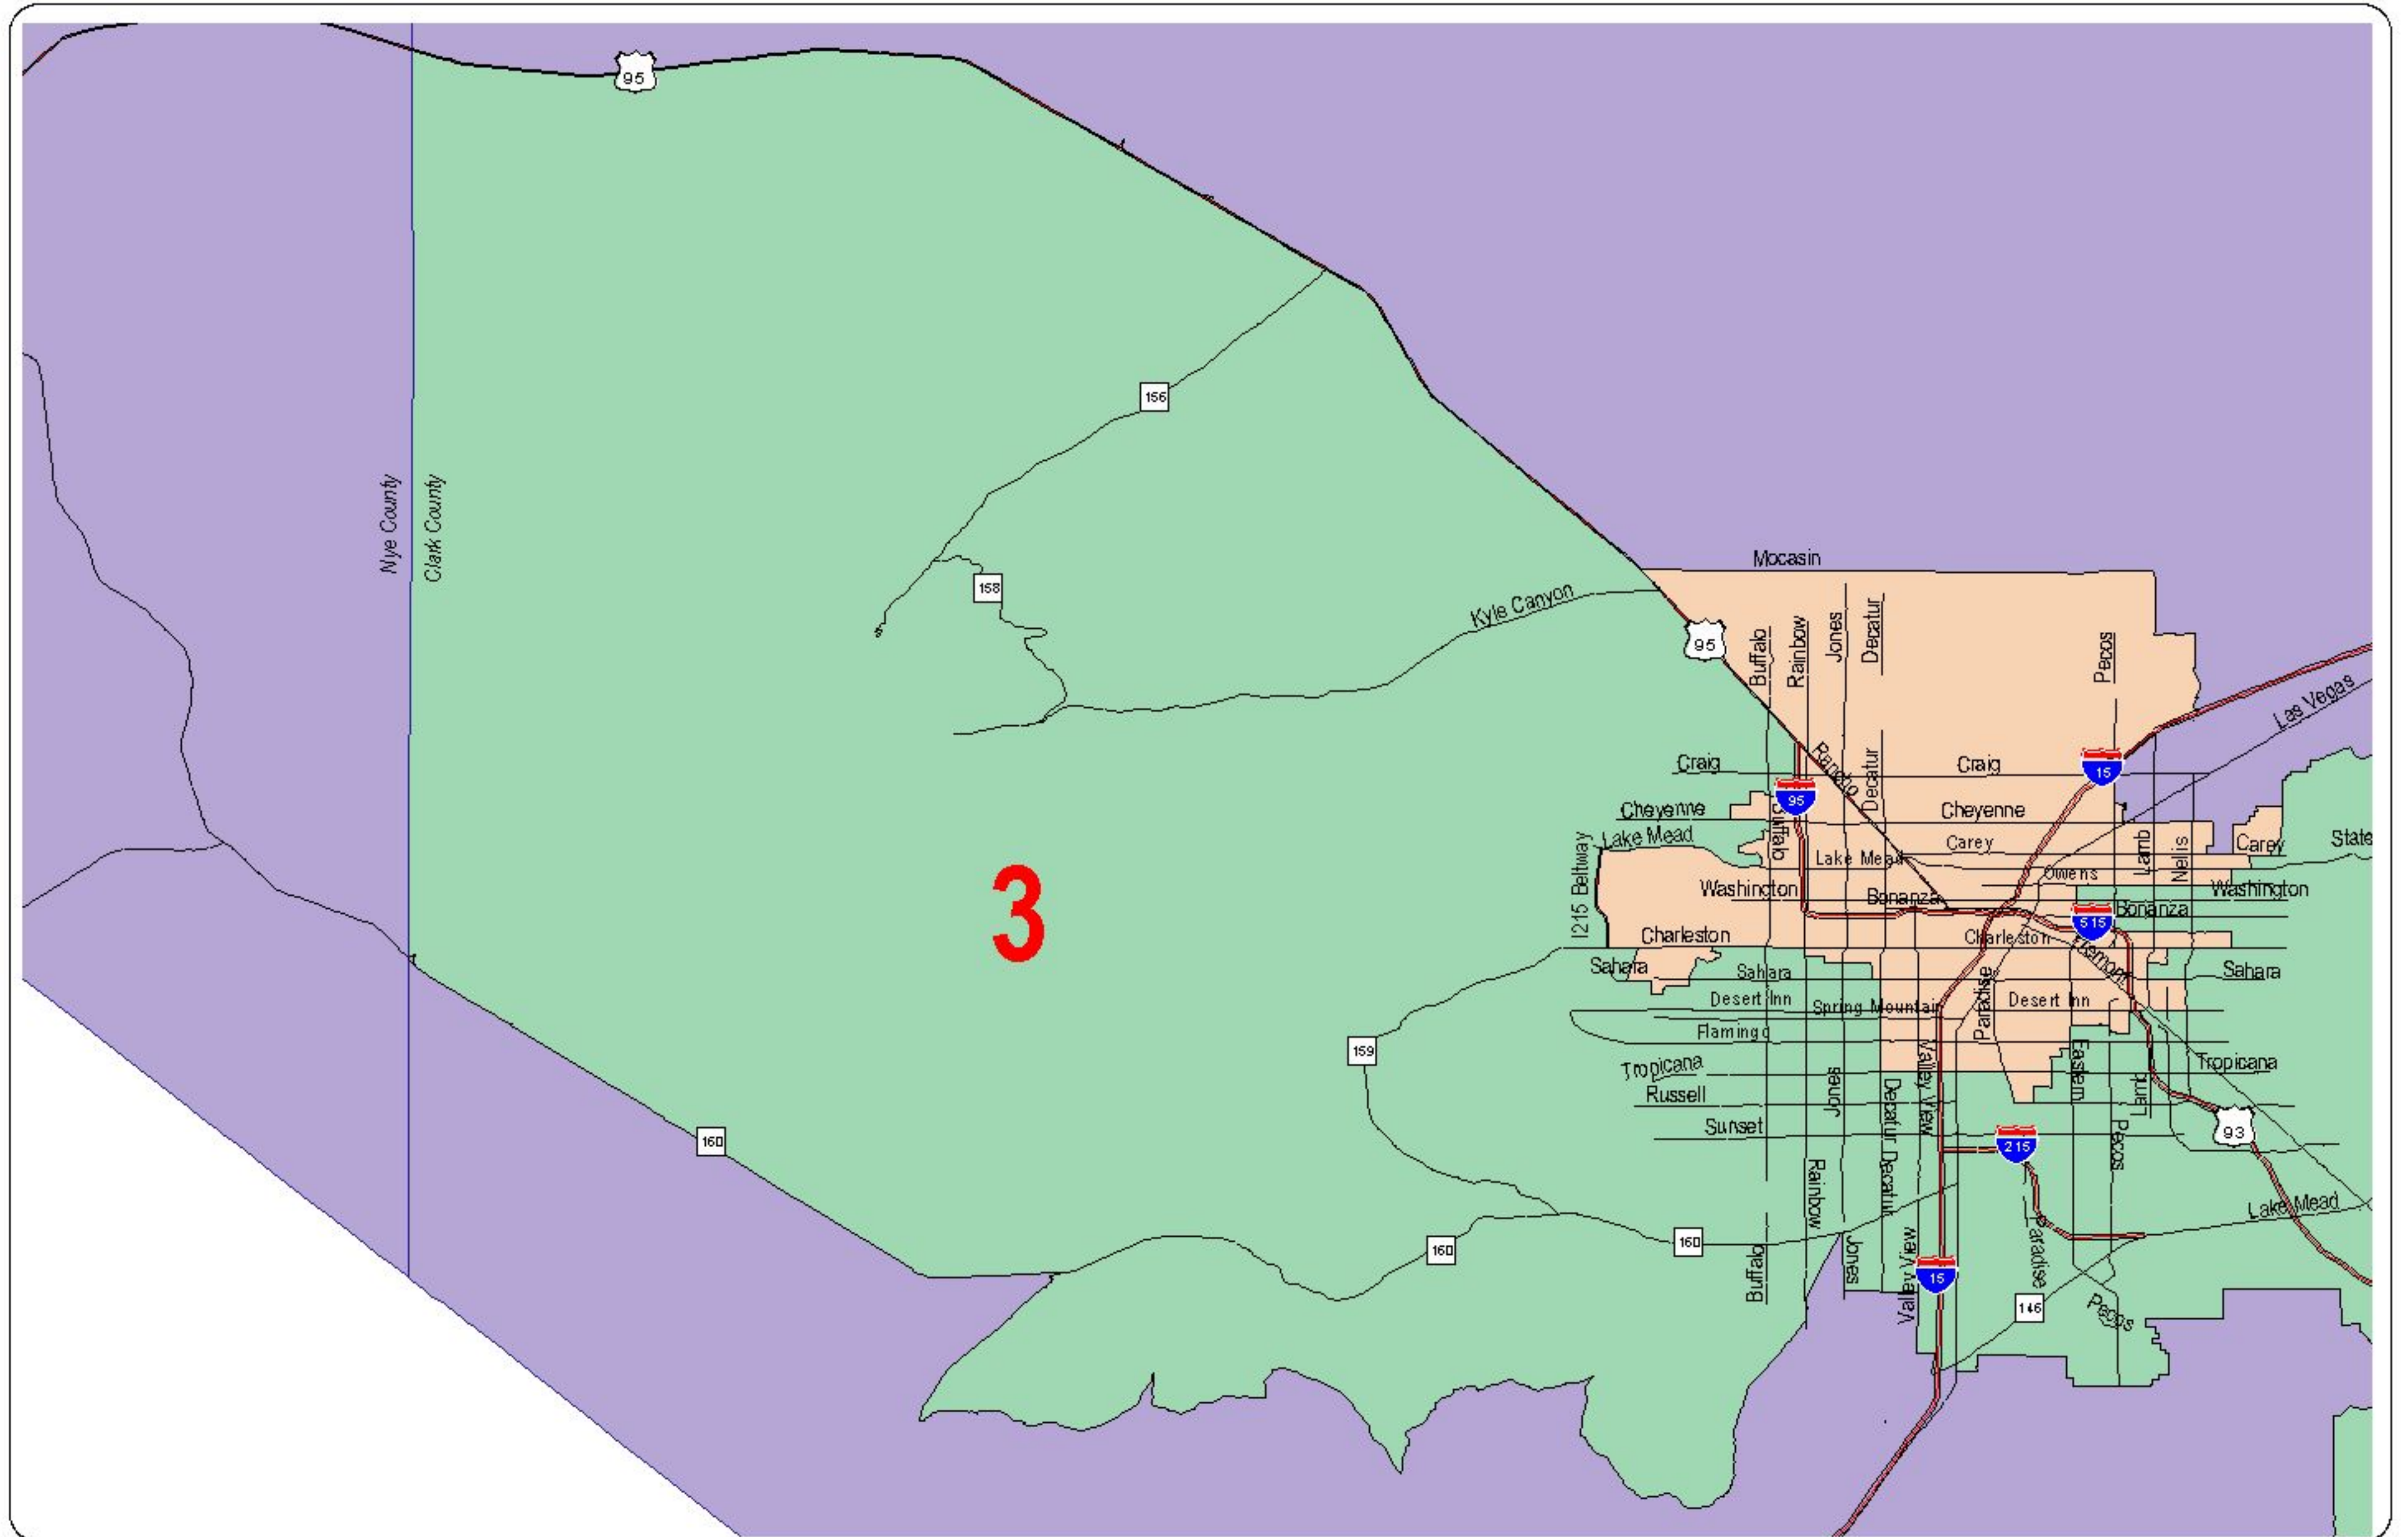 95
156
Nye County
Clark County
158
Mocasin
Kyle Canyon
95
Buffalo
Rainbow
Jones
Decatur
Pecos
Las Vegas
Craig
Rancho
Decatur
Craig
15
95
Cheyenne
Buffalo
Cheyenne
I215 Beltway
Lake Mead
Lake Mead
Carey
Lamb
Nellis
Carey
State
Owens
Washington
Bonanza
Washington
3
515
Bonanza
Charleston
Charleston
Fremont
Sahara
Sahara
Paradise
Sahara
Desert Inn
Spring Mountain
Desert Inn
Flamingo
159
Tropicana
Valley View
Eastern
Tropicana
Russell
Jones
Decatur
Lamb
160
Sunset
215
Pecos
93
Rainbow
Decatur
Lake Mead
160
160
Buffalo
Jones
Valley View
15
Paradise
146
Pecos